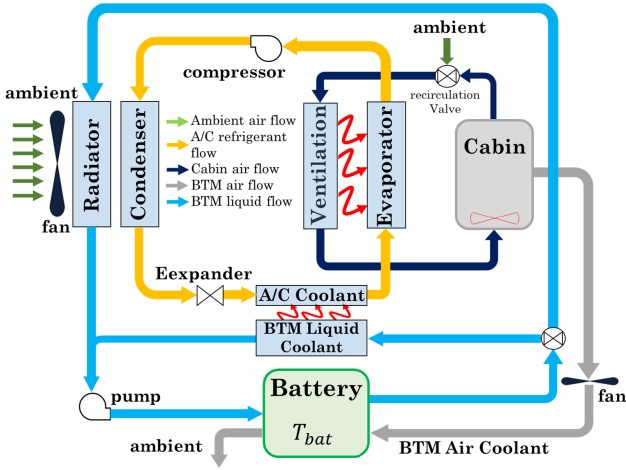 ambient
compressor
recirculation
Valve
ambient
Radiator
Condenser
Ambient air flow
A/C refrigerant
flow
Cabin air flow
BTM air flow
BTM liquid flow
Ventilation
Evaporator
Cabin
fan
Eexpander
A/C Coolant
BTM Liquid
Coolant
pump
Battery
T_bat
fan
ambient
BTM Air Coolant